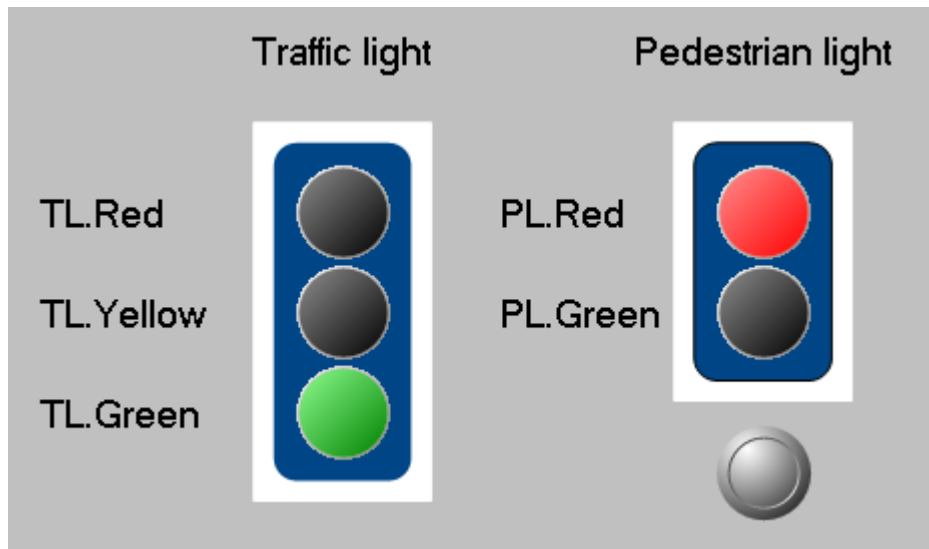 Traffic light
Pedestrian light
TL.Red
PL.Red
TL.Yellow
PL.Green
TL.Green